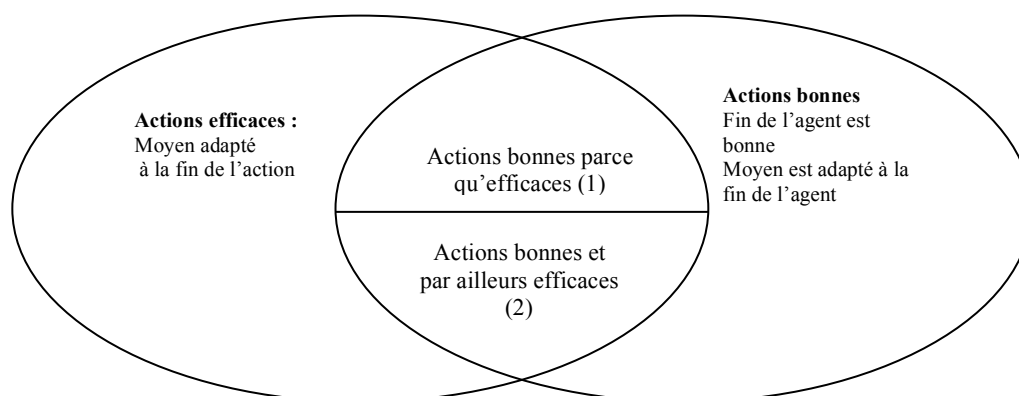 Actions efficaces :
Moyen adapté
à la fin de l’action
Actions bonnes parce
qu’efficaces (1)
Actions bonnes et
par ailleurs efficaces
(2)
Actions bonnes
Fin de l’agent est
bonne
Moyen est adapté à la
fin de l’agent